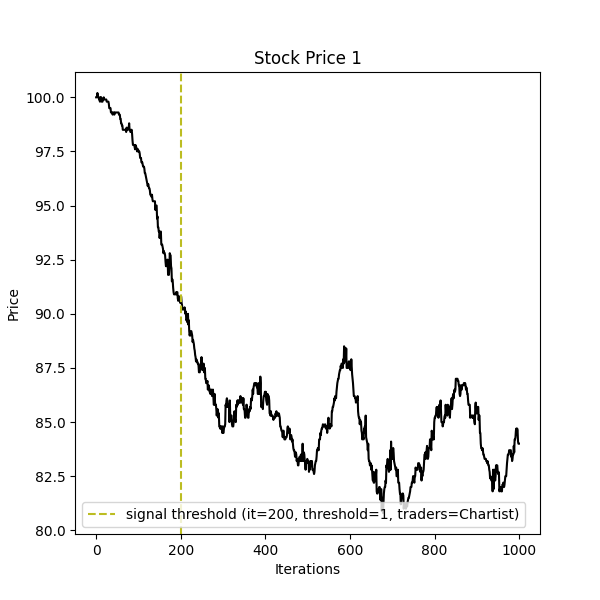 Stock Price 1
Price
100.0
97.5
95.0
92.5
90.0
87.5
85.0
82.5
80.0
signal threshold (it=200, threshold=1, traders=Chartist)
0 200 400 600 800 1000
Iterations